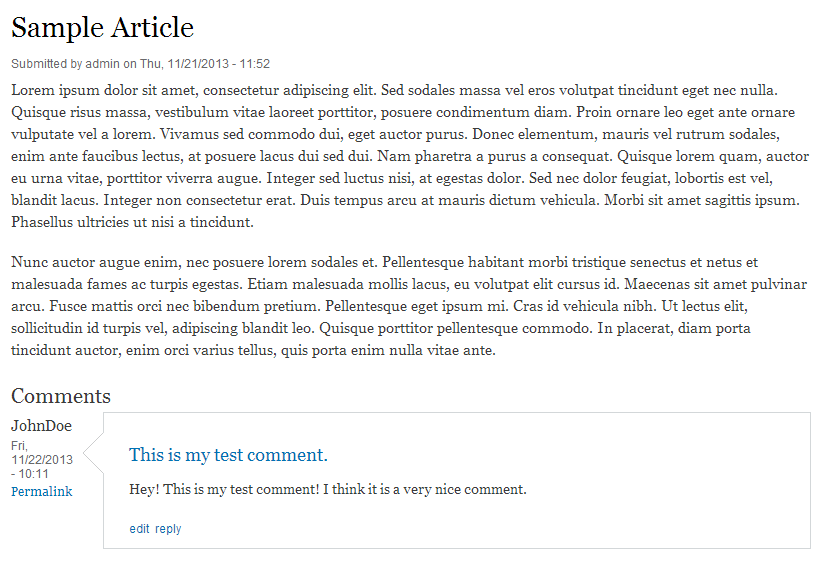 Sample Article
Submitted by admin on Thu, 11/21/2013 - 11:52
Lorem ipsum dolor sit amet, consectetur adipiscing elit. Sed sodales massa vel eros volutpat tincidunt eget nec nulla.
Quisque risus massa, vestibulum vitae laoreet porttitor, posuere condimentum diam. Proin ornare leo eget ante ornare
vulputate vel a lorem. Vivamus sed commodo dui, eget auctor purus. Donec elementum, mauris vel rutrum sodales,
enim ante faucibus lectus, at posuere lacus dui sed dui. Nam pharetra a purus a consequat. Quisque lorem quam, auctor
eu urna vitae, porttitor viverra augue. Integer sed luctus nisi, at egestas dolor. Sed nec dolor feugiat, lobortis est vel,
blandit lacus. Integer non consectetur erat. Duis tempus arcu at mauris dictum vehicula. Morbi sit amet sagittis ipsum.
Phasellus ultricies ut nisi a tincidunt.
Nunc auctor augue enim, nec posuere lorem sodales et. Pellentesque habitant morbi tristique senectus et netus et
malesuada fames ac turpis egestas. Etiam malesuada mollis lacus, eu volutpat elit cursus id. Maecenas sit amet pulvinar
arcu. Fusce mattis orci nec bibendum pretium. Pellentesque eget ipsum mi. Cras id vehicula nibh. Ut lectus elit,
sollicitudin id turpis vel, adipiscing blandit leo. Quisque porttitor pellentesque commodo. In placerat, diam porta
tincidunt auctor, enim orci varius tellus, quis porta enim nulla vitae ante.
Comments
JohnDoe
Fri,
11/22/2013
- 10:11
Permalink
This is my test comment.
Hey! This is my test comment! I think it is a very nice comment.
edit reply